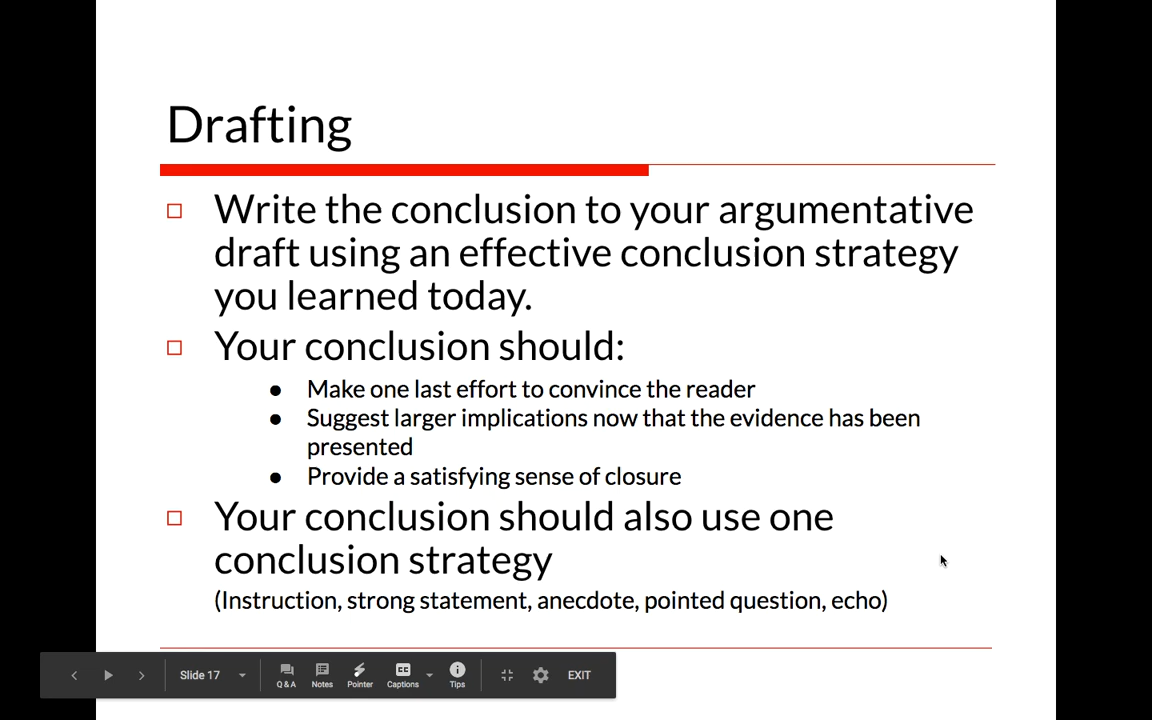 Drafting
Write the conclusion to your argumentative
draft using an effective conclusion strategy
you learned today.
Your conclusion should:
Make one last effort to convince the reader
Suggest larger implications now that the evidence has been
presented
Provide a satisfying sense of closure
Your conclusion should also use one
conclusion strategy
(Instruction, strong statement, anecdote, pointed question, echo)
Slide 17
Q & A
Notes
Pointer
CC
Captions
Tips
EXIT